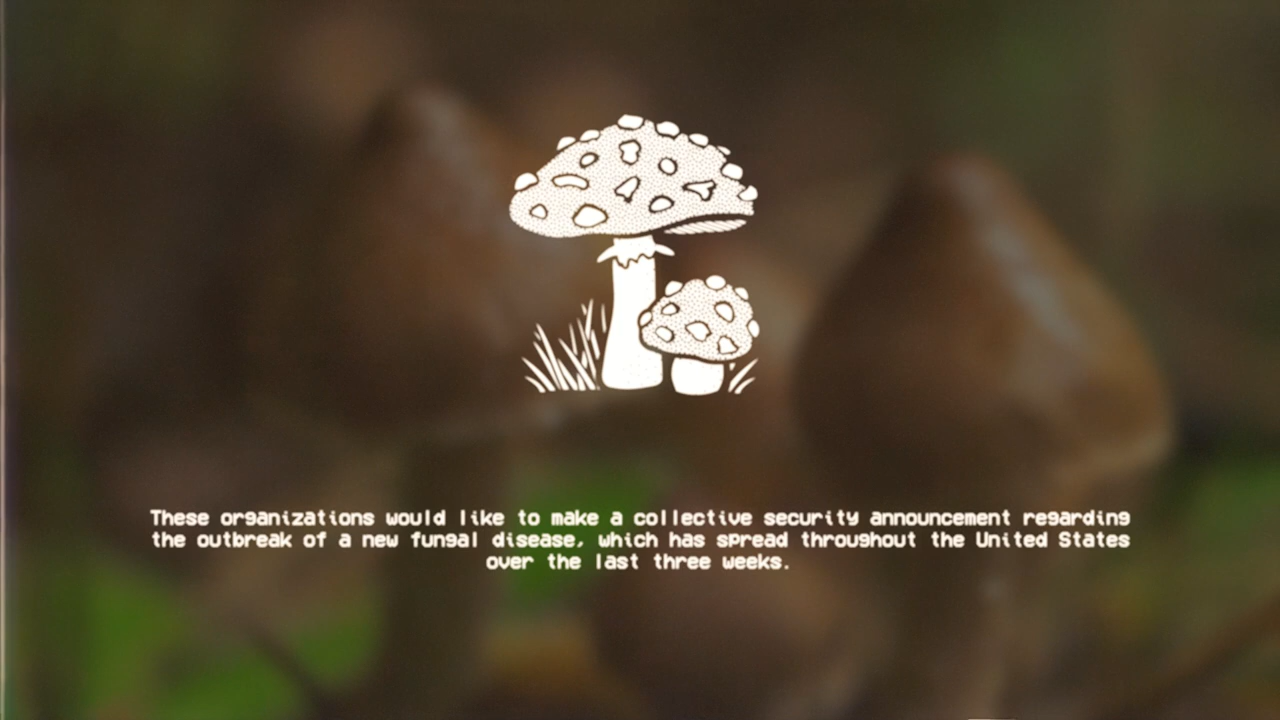 These organizations would like to make a collective security announcement regarding
the outbreak of a new fungal disease, which has spread throughout the United States
over the last three weeks.